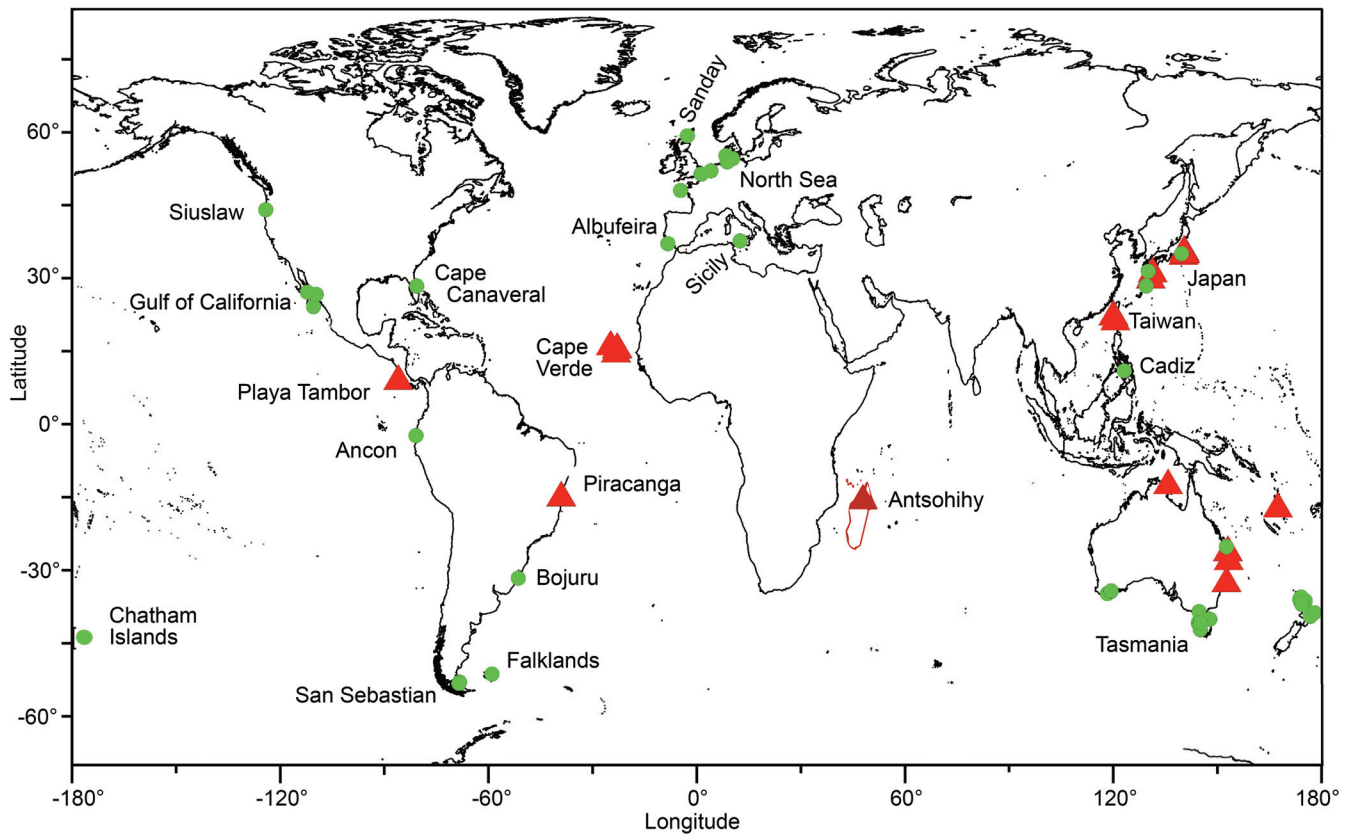 Sanday
60°
North Sea
Siuslaw
Albufeira
Sicily
30°
Cape
Canaveral
Gulf of California
Japan
Taiwan
Cape
Verde
Cadiz
Playa Tambor
Latitude
0°
Ancon
Piracanga
Antsohihy
-30°
Bojuru
Chatham
Islands
Tasmania
Falklands
San Sebastian
-60°
-180°
-120°
-60°
0°
60°
120°
180°
Longitude